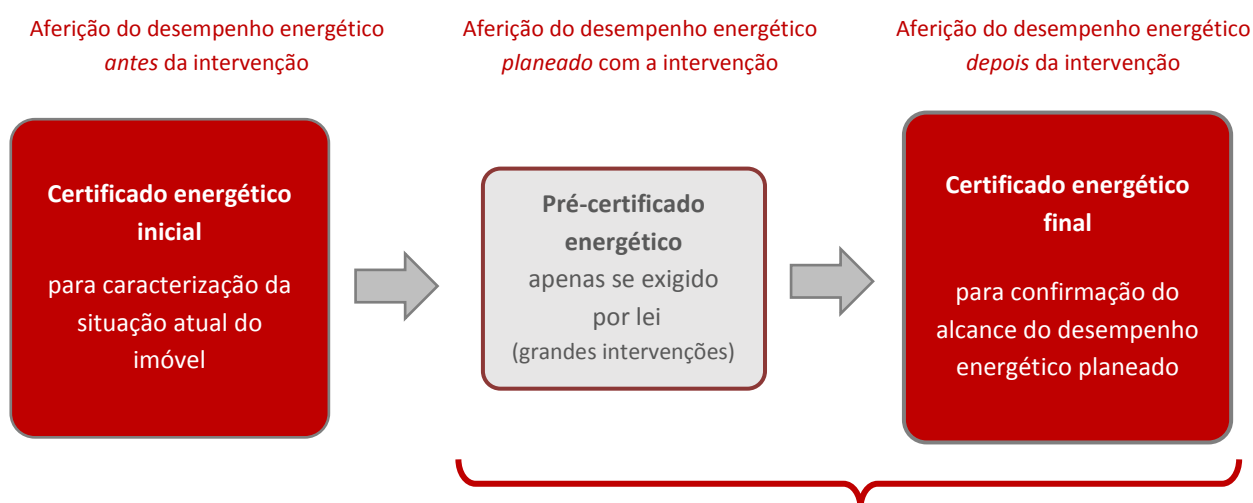 Aferição do desempenho energético
antes da intervenção
Aferição do desempenho energético
planeado com a intervenção
Aferição do desempenho energético
depois da intervenção
Certificado energético
inicial
para caracterização da
situação atual do
imóvel
Pré-certificado
energético
apenas se exigido
por lei
(grandes intervenções)
Certificado energético
final
para confirmação do
alcance do desempenho
energético planeado